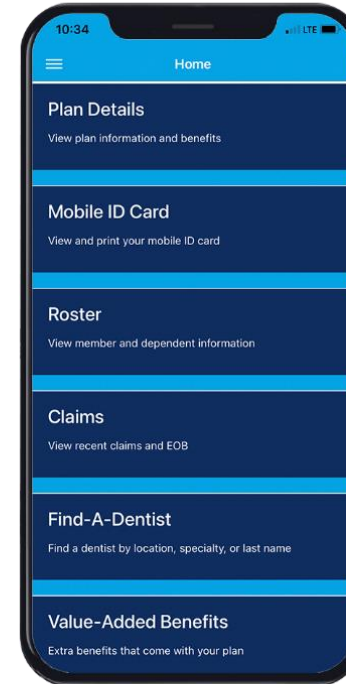 10:34
LTE
Home
Plan Details
View plan information and benefits
Mobile ID Card
View and print your mobile ID card
Roster
View member and dependent information
Claims
View recent claims and EOB
Find-A-Dentist
Find a dentist by location, specialty, or last name
Value-Added Benefits
Extra benefits that come with your plan